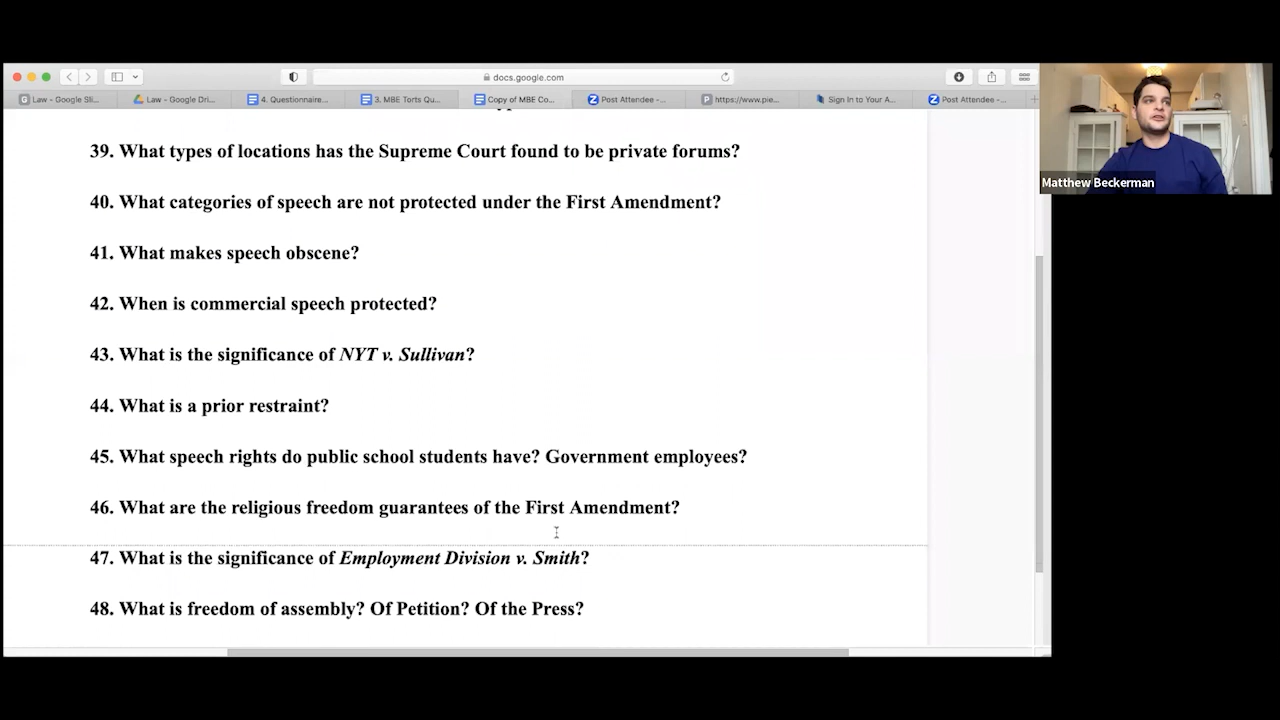 docs.google.com
Law - Google Sli...
Law - Google Dri...
4. Questionnaire...
3. MBE Torts Qu...
Copy of MBE Co...
Post Attendee -...
https://www.pie...
Sign In to Your A...
Post Attendee -...
39. What types of locations has the Supreme Court found to be private forums?
Matthew Beckerman
40. What categories of speech are not protected under the First Amendment?
41. What makes speech obscene?
42. When is commercial speech protected?
43. What is the significance of NYT v. Sullivan?
44. What is a prior restraint?
45. What speech rights do public school students have? Government employees?
46. What are the religious freedom guarantees of the First Amendment?
47. What is the significance of Employment Division v. Smith?
48. What is freedom of assembly? Of Petition? Of the Press?